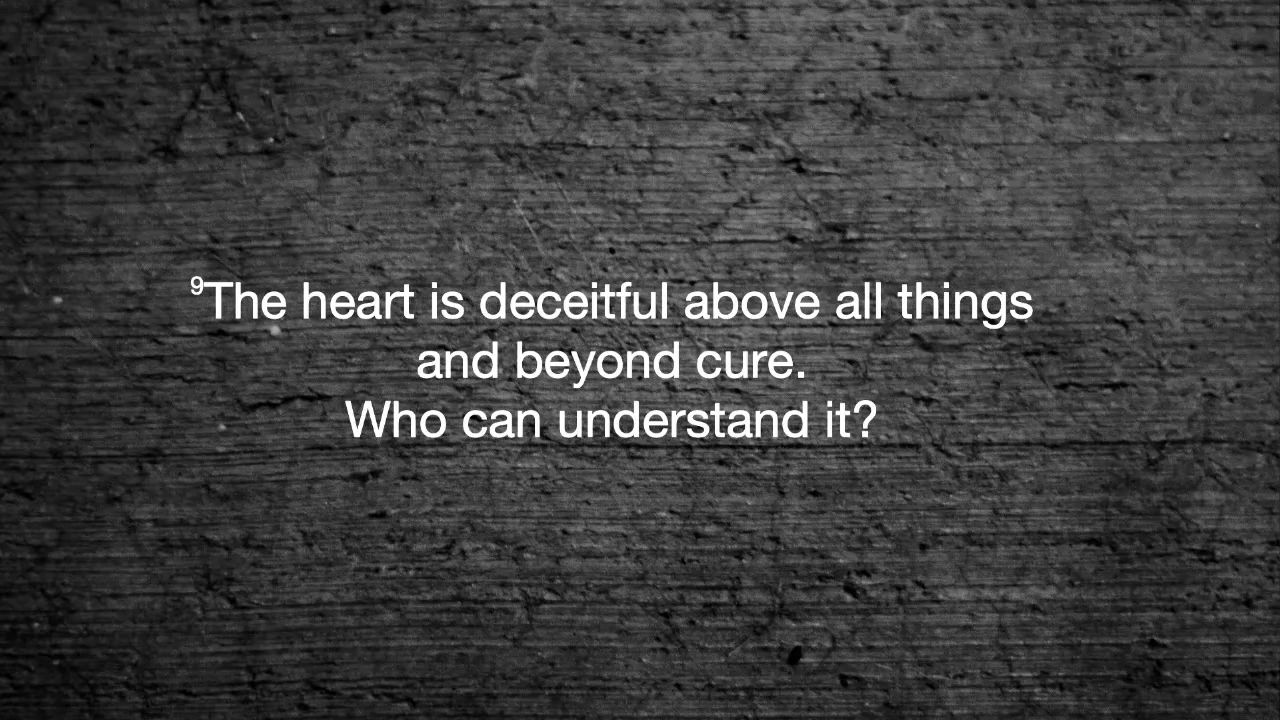 ⁹The heart is deceitful above all things
and beyond cure.
Who can understand it?